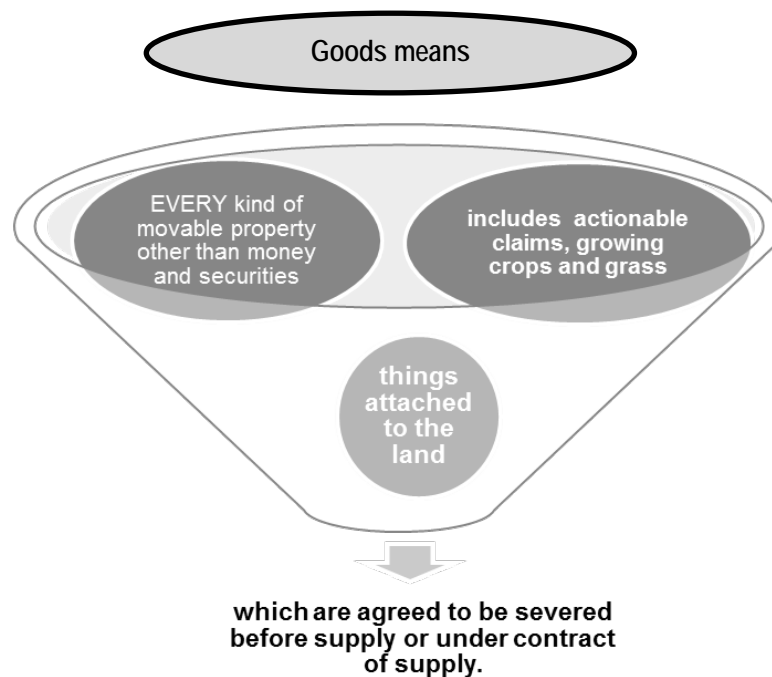 Goods means
EVERY kind of
movable property
other than money
and securities
includes actionable
claims, growing
crops and grass
things
attached
to the
land
which are agreed to be severed
before supply or under contract
of supply.